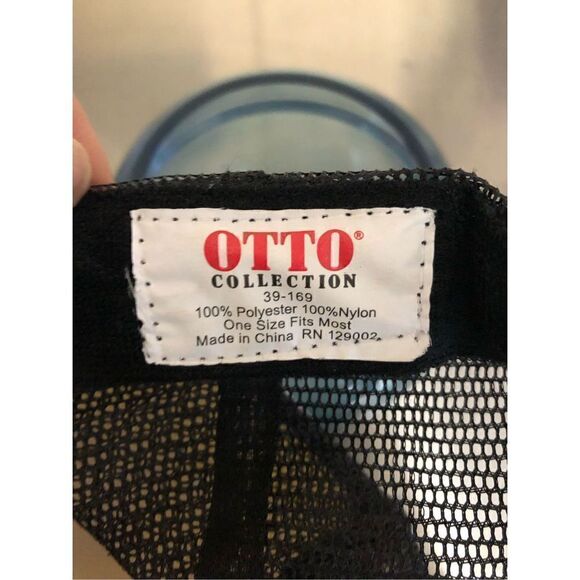 OTTO®
COLLECTION
39-169
100% Polyester 100%Nylon
One Size Fits Most
Made in China RN 129002